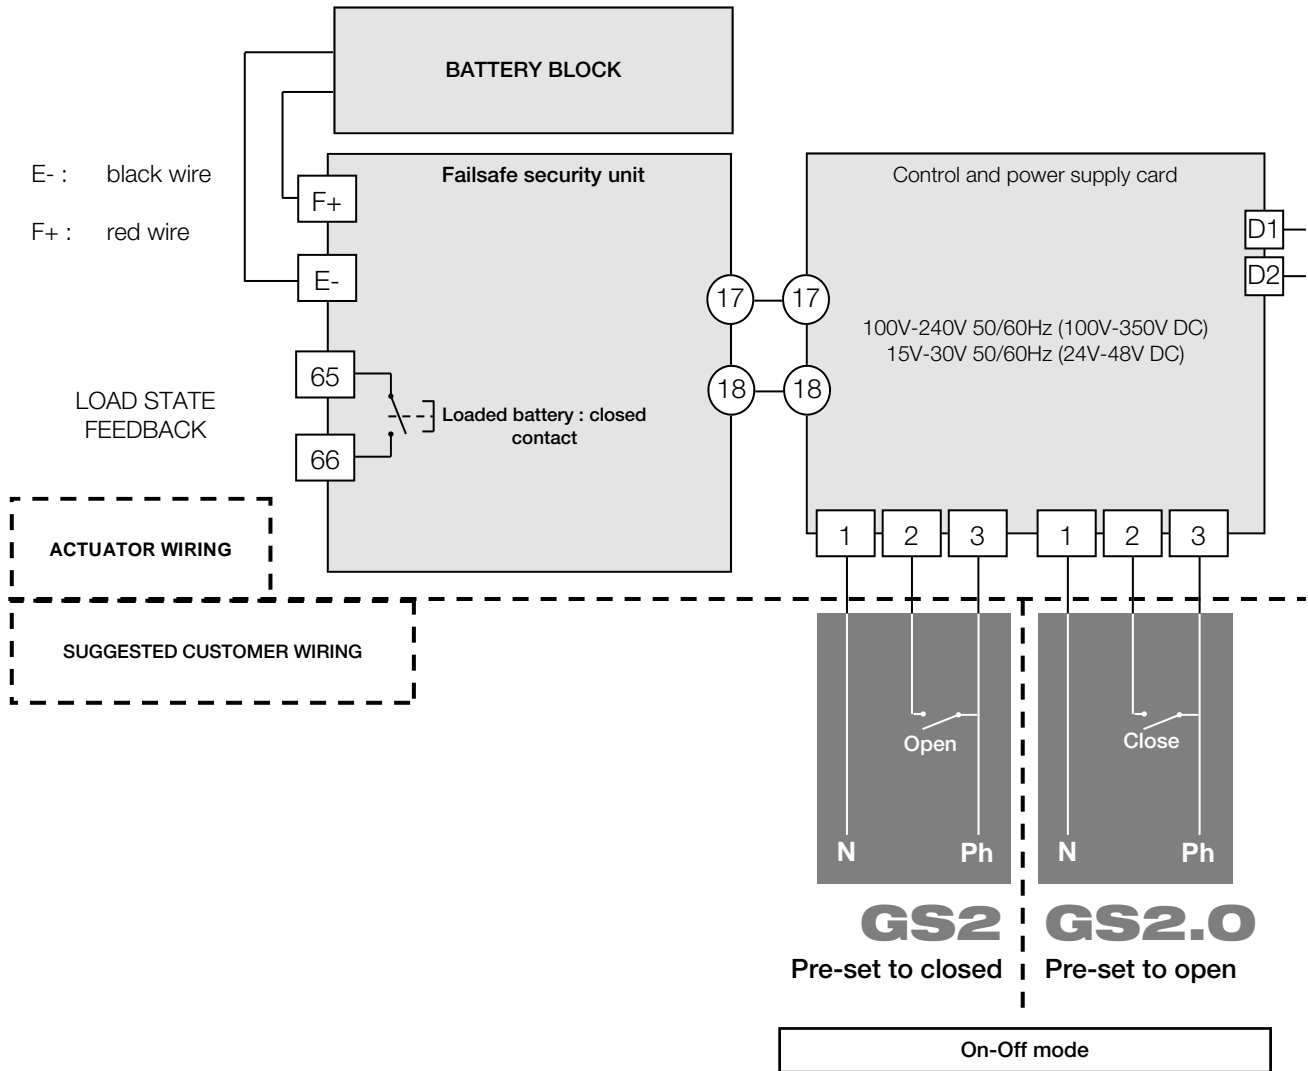 BATTERY BLOCK
E- : black wire
F+ : red wire
Failsafe security unit
F+
E-
65
66
LOAD STATE
FEEDBACK
Loaded battery : closed
contact
17
17
18
18
Control and power supply card
D1
D2
100V-240V 50/60Hz (100V-350V DC)
15V-30V 50/60Hz (24V-48V DC)
1
2
3
1
2
3
ACTUATOR WIRING
SUGGESTED CUSTOMER WIRING
Open
N
Ph
Close
N
Ph
GS2
GS2.0
Pre-set to closed
Pre-set to open
On-Off mode